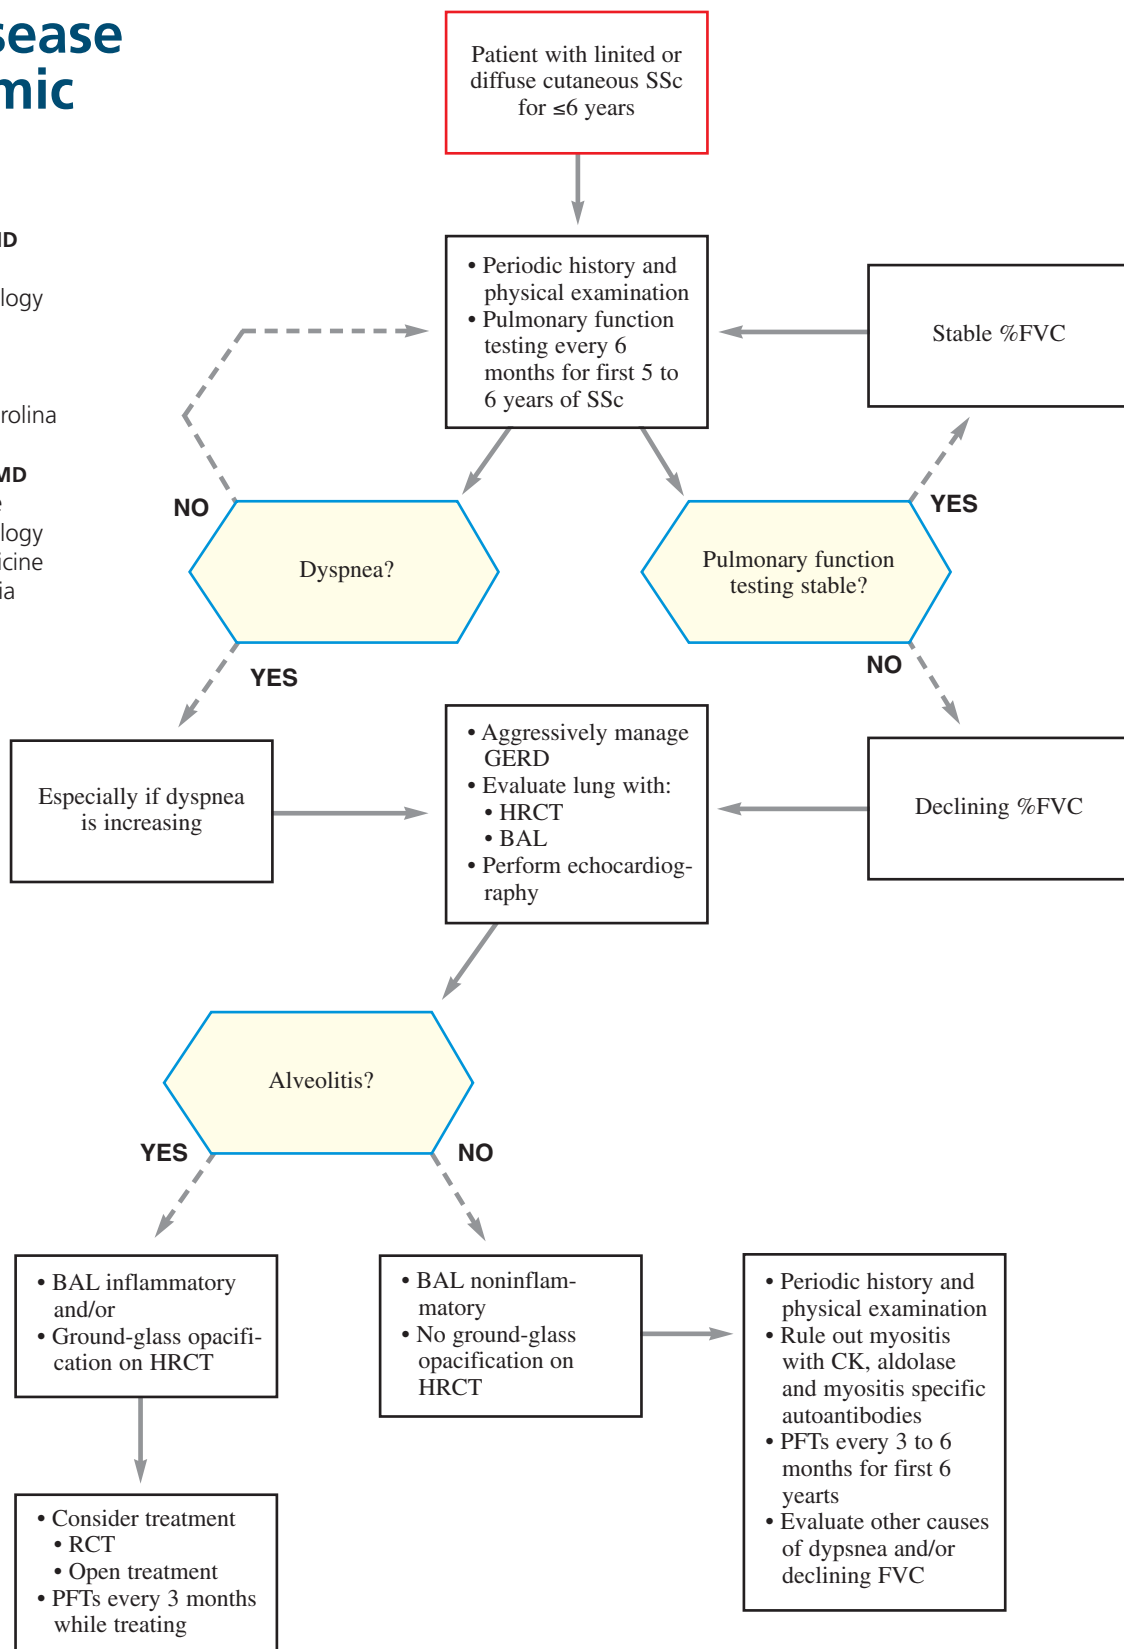 sease
mic
MD
logy
rolina
MD
e
logy
icine
ia
Patient with linited or
diffuse cutaneous SSc
for ≤6 years
• Periodic history and
physical examination
• Pulmonary function
testing every 6
months for first 5 to
6 years of SSc
Stable %FVC
NO
YES
Dyspnea?
Pulmonary function
testing stable?
YES
NO
Especially if dyspnea
is increasing
• Aggressively manage
GERD
• Evaluate lung with:
• HRCT
• BAL
• Perform echocardiog-
raphy
Declining %FVC
Alveolitis?
YES
NO
• BAL inflammatory
and/or
• Ground-glass opacifi-
cation on HRCT
• BAL noninflam-
matory
• No ground-glass
opacification on
HRCT
• Periodic history and
physical examination
• Rule out myositis
with CK, aldolase
and myositis specific
autoantibodies
• PFTs every 3 to 6
months for first 6
yearts
• Evaluate other causes
of dypsnea and/or
declining FVC
• Consider treatment
• RCT
• Open treatment
• PFTs every 3 months
while treating